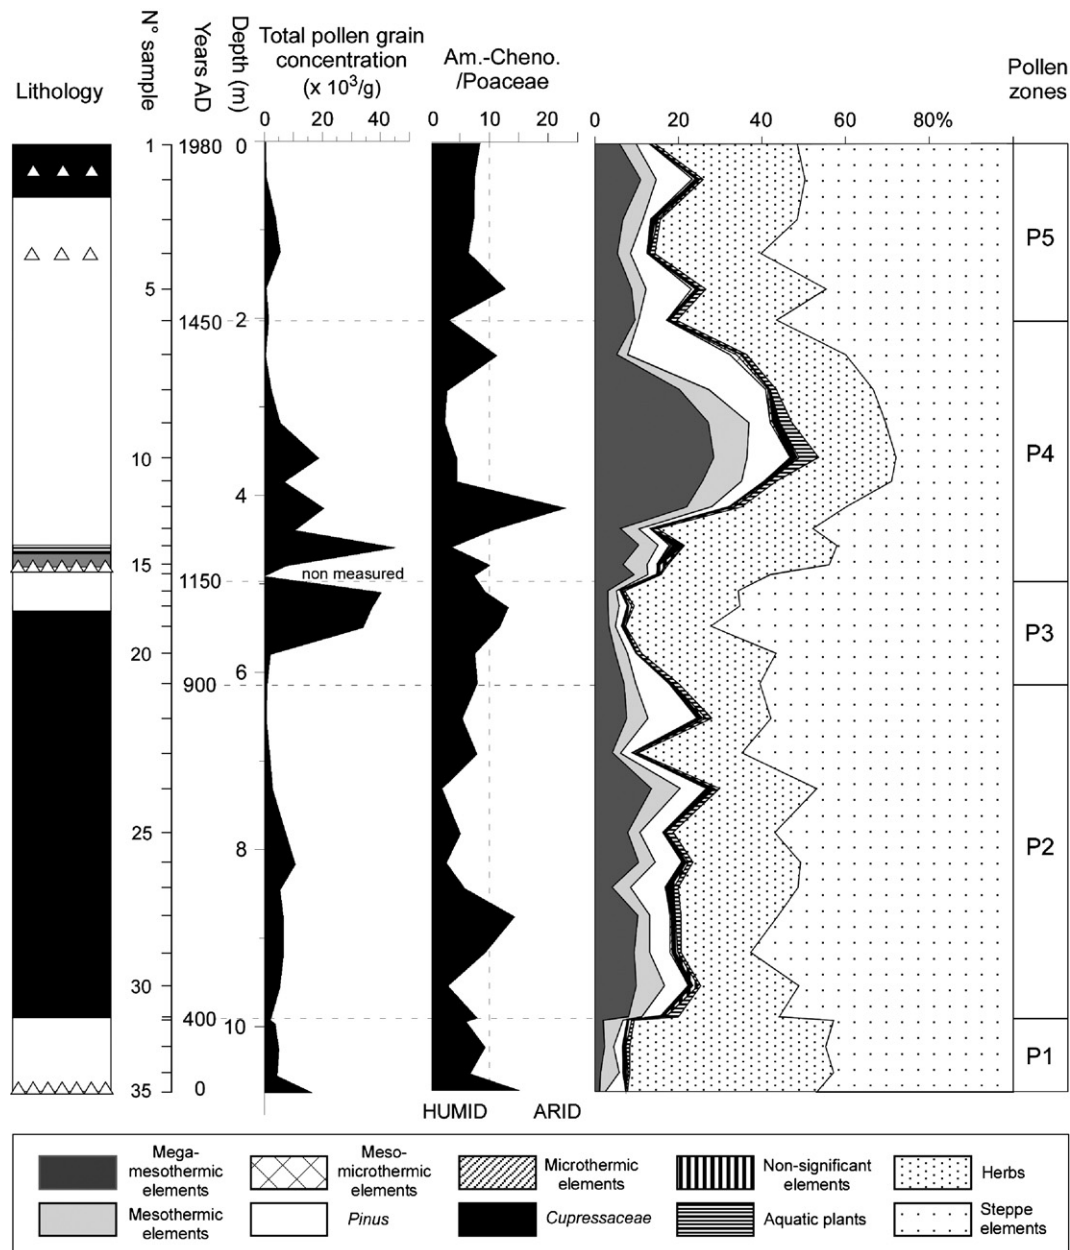 Lithology
N° sample
Years AD
Depth (m)
Total pollen grain
concentration
(x 10³/g)
Am.-Cheno.
/Poaceae
Pollen
zones
0 20 40
0 10 20
0 20 40 60 80%
1
5
10
15
20
25
30
35
1980
1450
1150
900
400
0
0
2
4
6
8
10
non measured
HUMID ARID
P5
P4
P3
P2
P1
Mega-
mesothermic
elements
Meso-
microthermic
elements
Microthermic
elements
Non-significant
elements
Herbs
Mesothermic
elements
Pinus
Cupressaceae
Aquatic plants
Steppe
elements